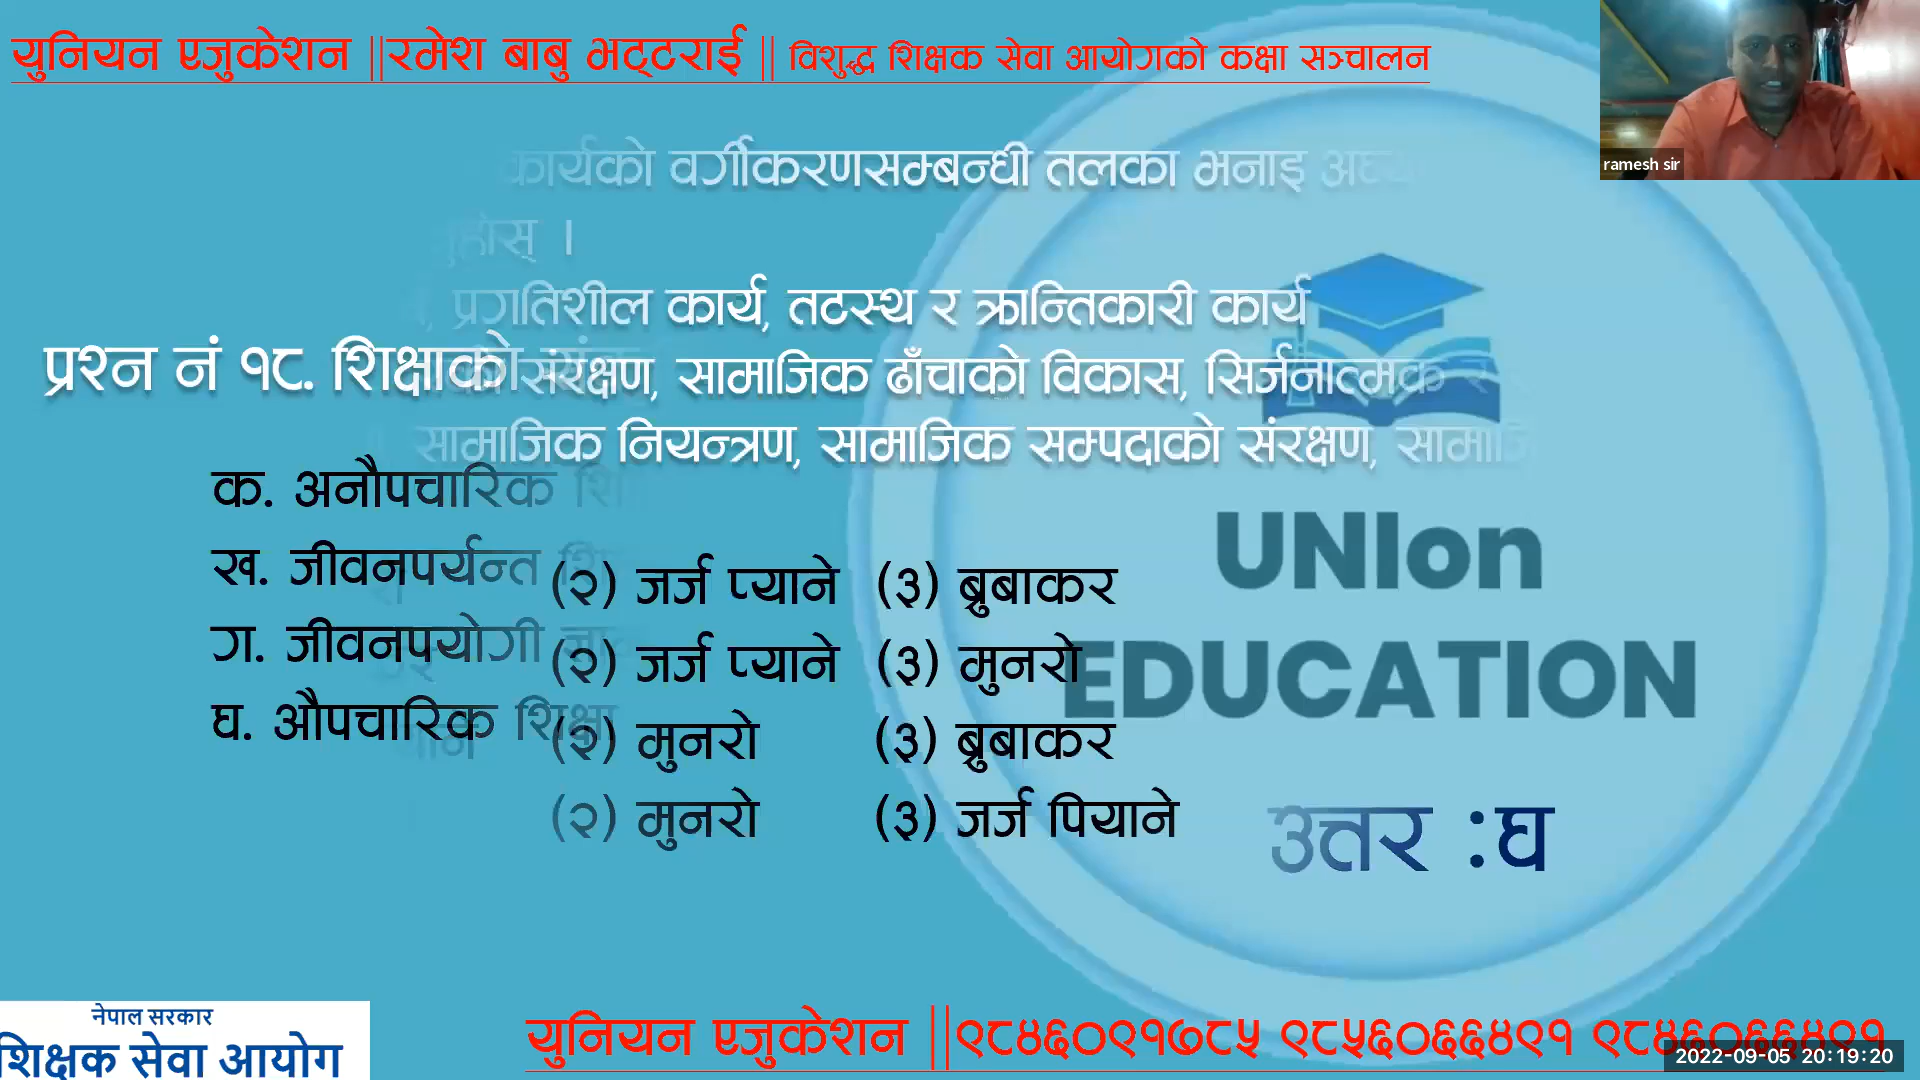 युनियन एजुकेशन ||रमेश बाबु भट्टराई || विशुद्ध शिक्षक सेवा आयोगको कक्षा सञ्चालन
ramesh sir
कार्यको वर्गीकरणसम्बन्धी तलका भनाइ
।
प्रगतिशील कार्य, तटस्थ र क्रान्तिकारी कार्य
प्रश्न नं १८. शिक्षाको
संरक्षण, सामाजिक ढाँचाको विकास, सिर्जनात्मक र
सामाजिक नियन्त्रण, सामाजिक सम्पदाको संरक्षण,
क. अनौपचारिक
ख. जीवनपर्यन्त
ग. जीवनपयोगी
घ. औपचारिक शिक्षा
(२) जर्ज प्याने (३) ब्रुबाकर
(२) जर्ज प्याने (३) मुनरो
(२) मुनरो (३) ब्रुबाकर
(२) मुनरो (३) जर्ज पियाने
UNIon
EDUCATION
उत्तर :घ
नेपाल सरकार
शिक्षक सेवा आयोग
युनियन एजुकेशन ||९८४६०९१७८५ ९८५६०६६४९१ ९८४६०६६४९१
2022-09-05 20:19:20